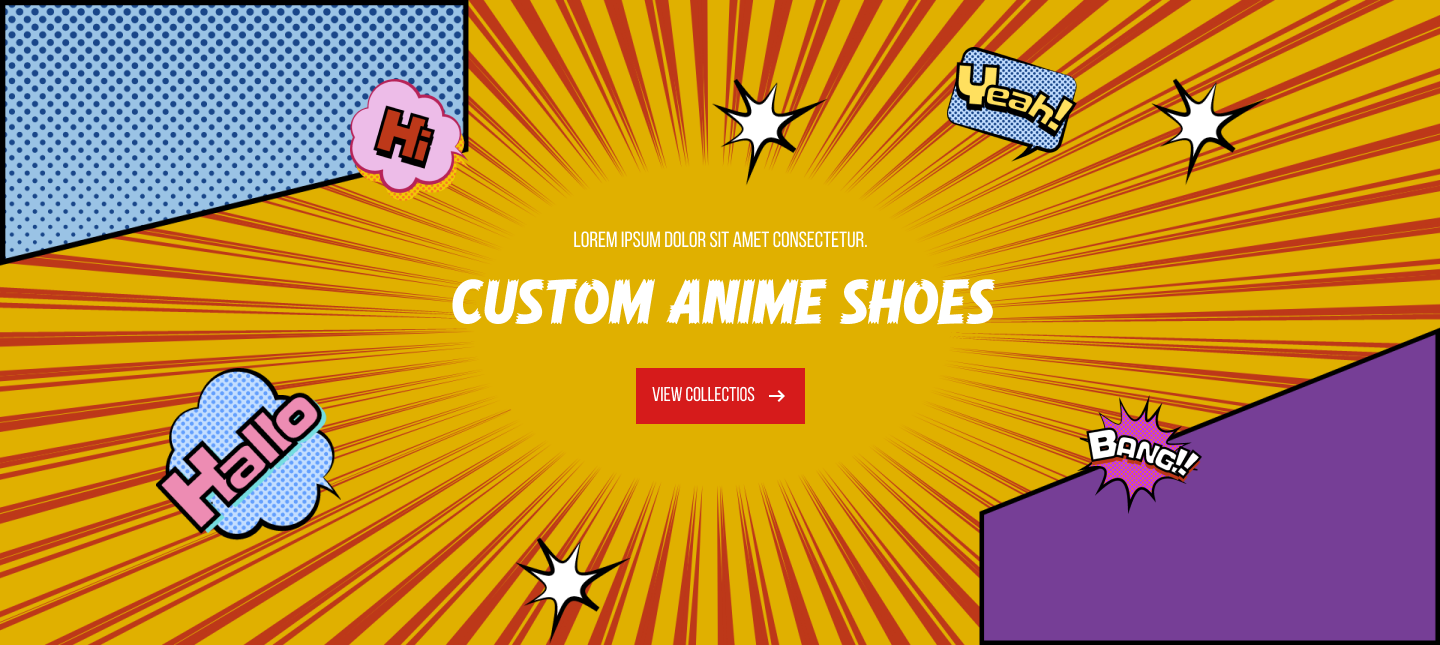 Hi
Yeah!
LOREM IPSUM DOLOR SIT AMET CONSECTETUR.
CUSTOM ANIME SHOES
VIEW COLLECTIOS
Hallo
BANG!!